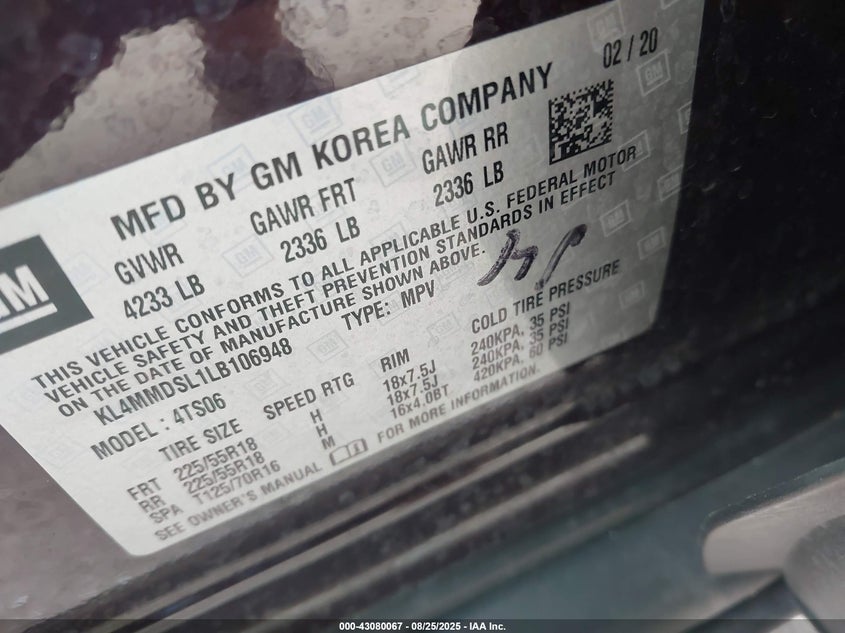 MFD BY GM KOREA COMPANY 02 / 20
GVWR GAWR FRT GAWR RR
4233 LB 2336 LB 2336 LB
THIS VEHICLE CONFORMS TO ALL APPLICABLE U.S. FEDERAL MOTOR
VEHICLE SAFETY AND THEFT PREVENTION STANDARDS IN EFFECT
ON THE DATE OF MANUFACTURE SHOWN ABOVE.
KL4MMDSL1LB106948 TYPE: MPV
MODEL : 4TS06
TIRE SIZE SPEED RTG RIM COLD TIRE PRESSURE
FRT 225/55R18 H 18x7.5J 240KPA, 35 PSI
RR 225/55R18 H 18x7.5J 240KPA, 35 PSI
SPA T125/70R16 M 16x4.0BT 420KPA, 60 PSI
SEE OWNER'S MANUAL FOR MORE INFORMATION.
GM
000-43080067 - 08/25/2025 - IAA Inc.